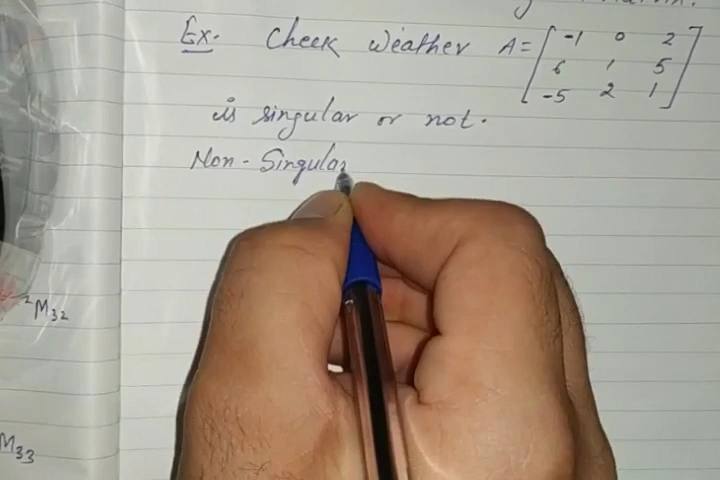 Ex. Check weather A = [ -1 0 2
6 1 5
-5 2 1 ]
is singular or not.
Non-Singular
M32
M33